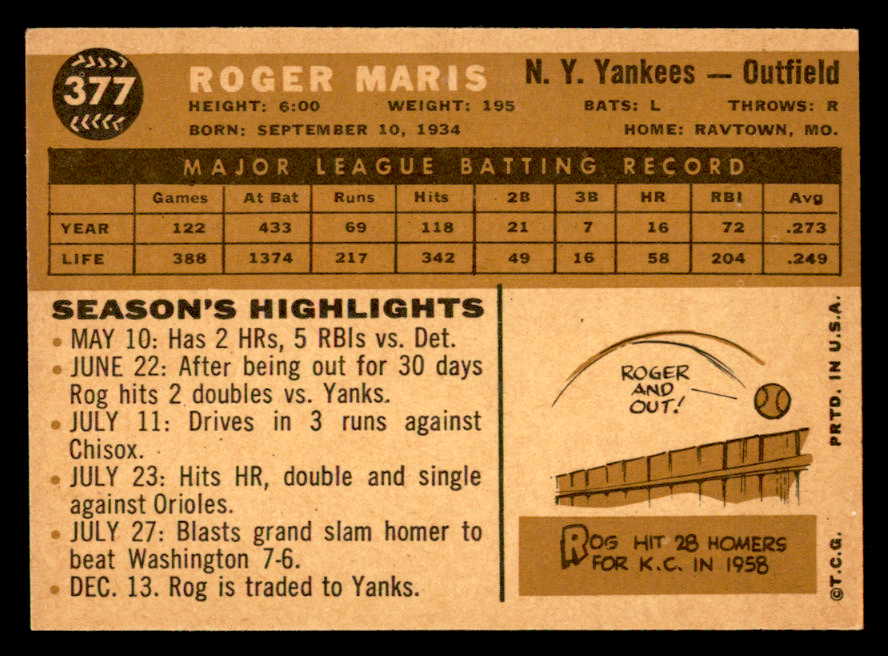 377
ROGER MARIS
N. Y. Yankees — Outfield
HEIGHT: 6:00 WEIGHT: 195 BATS: L THROWS: R
BORN: SEPTEMBER 10, 1934 HOME: RAYTOWN, MO.
MAJOR LEAGUE BATTING RECORD
Games At Bat Runs Hits 2B 3B HR RBI Avg
YEAR 122 433 69 118 21 7 16 72 .273
LIFE 388 1374 217 342 49 16 58 204 .249
SEASON'S HIGHLIGHTS
• MAY 10: Has 2 HRs, 5 RBIs vs. Det.
• JUNE 22: After being out for 30 days
Rog hits 2 doubles vs. Yanks.
• JULY 11: Drives in 3 runs against
Chisox.
• JULY 23: Hits HR, double and single
against Orioles.
• JULY 27: Blasts grand slam homer to
beat Washington 7-6.
• DEC. 13. Rog is traded to Yanks.
ROGER
AND
OUT!
ROG HIT 28 HOMERS
FOR K.C. IN 1958
©T.C.G. PRTD. IN U.S.A.